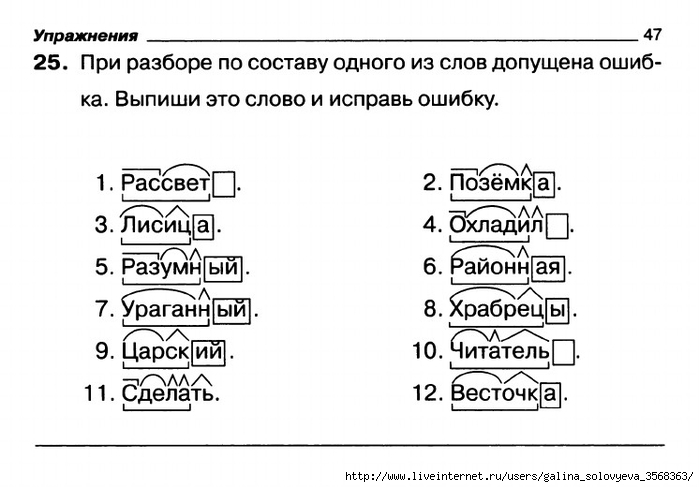 Упражнения 47
25. При разборе по составу одного из слов допущена ошиб-
ка. Выпиши это слово и исправь ошибку.
1. Рассвет . 2. Позёмка .
3. Лисица . 4. Охладил .
5. Разумный . 6. Районная .
7. Ураганный . 8. Храбрецы .
9. Царский . 10. Читатель .
11. Сделать. 12. Весточка .
http://www.liveinternet.ru/users/galina_solovyeva_3568363/